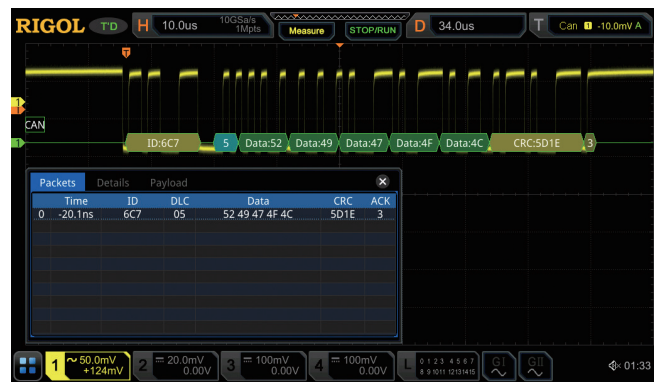 RIGOL T'D H 10.0us 10GSa/s 1Mpts Measure STOP/RUN D 34.0us T Can 1 -10.0mV A
T
1
CAN
1 ID:6C7 5 Data:52 Data:49 Data:47 Data:4F Data:4C CRC:5D1E 3
Packets Details Payload
Time ID DLC Data CRC ACK
0 -20.1ns 6C7 05 52 49 47 4F 4C 5D1E 3
1 50.0mV +124mV 2 20.0mV 0.00V 3 100mV 0.00V 4 100mV 0.00V L 0 1 2 3 4 5 6 7 8 9 10 11 12 13 14 15 GI GII 01:33